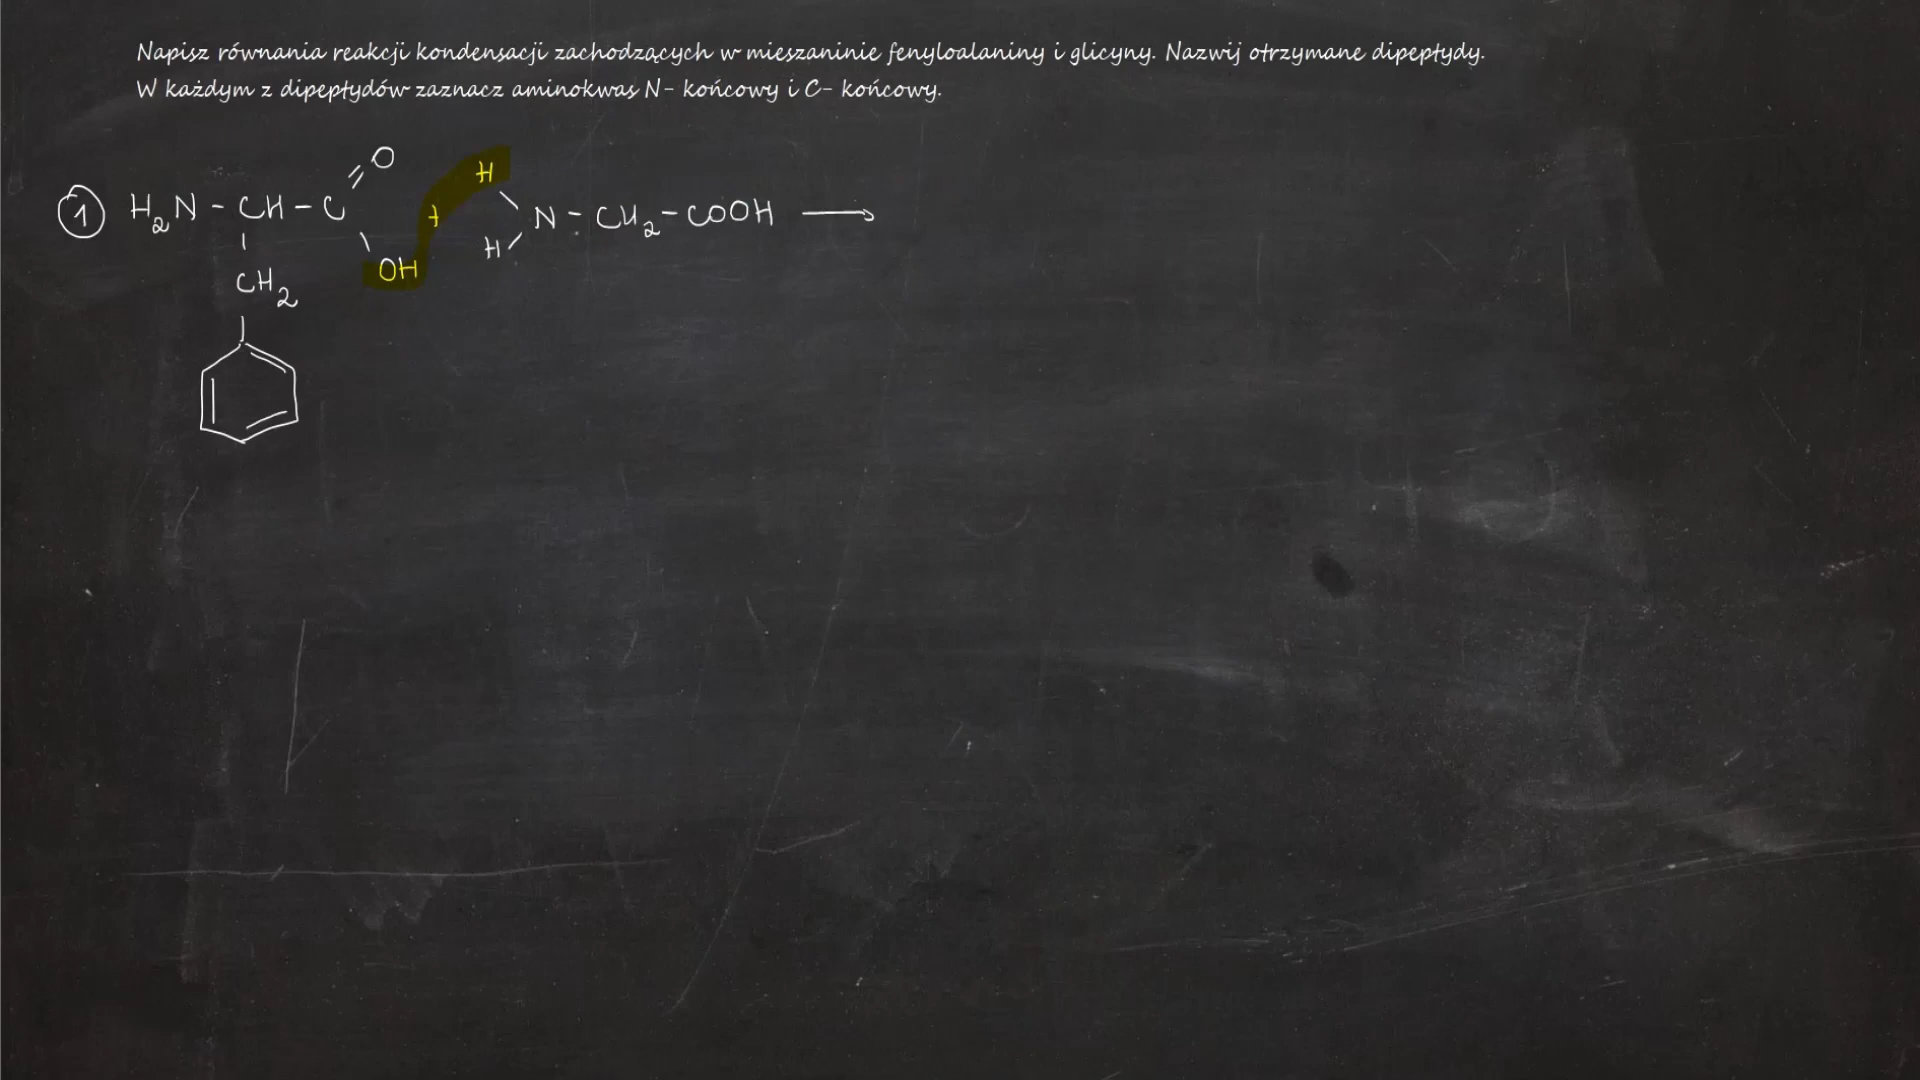 Napisz równania reakcji kondensacji zachodzących w mieszaninie fenyloalaniny i glicyny. Nazwij otrzymane dipeptydy.
W każdym z dipeptydów zaznacz aminokwas N- końcowy i C- końcowy.
① H₂N - CH - C = O OH + H H N - CH₂ - COOH →
CH₂